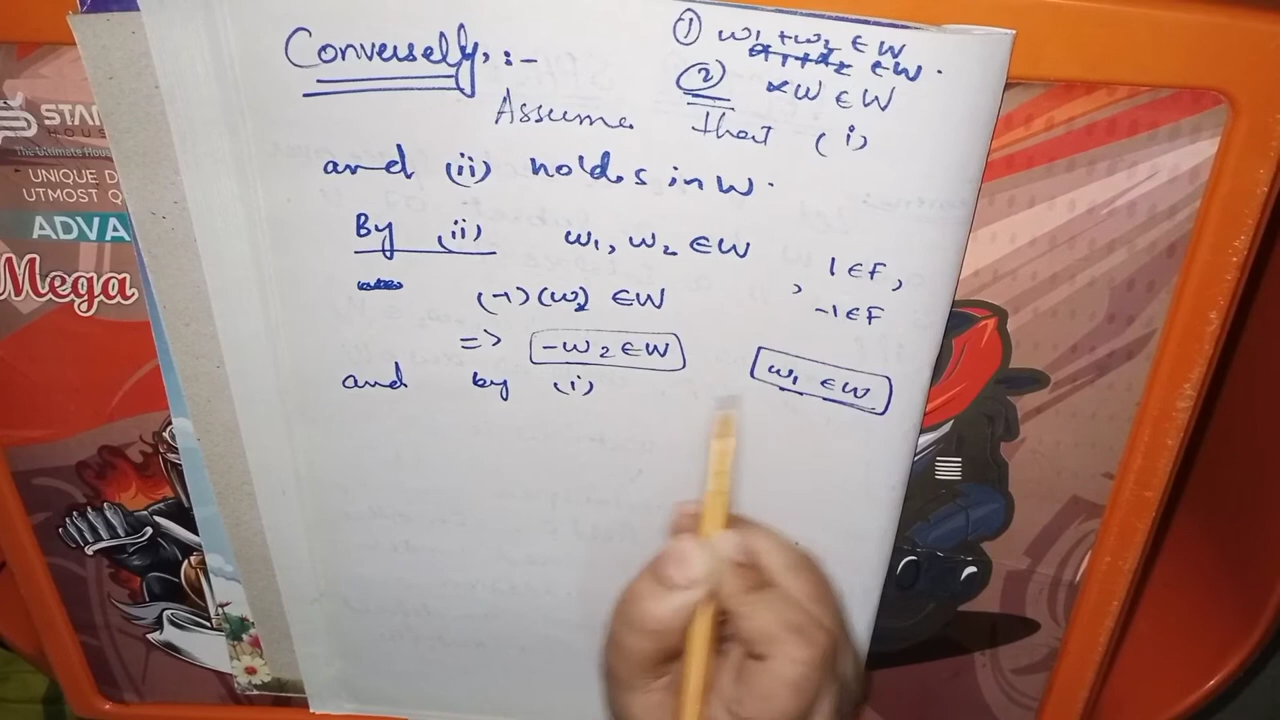 ① w₁ + w₂ ∈ W
∈ W.
Conversely, :-
② αw ∈ W
Assume that (i)
and (ii) holds in W.
By (ii) w₁, w₂ ∈ W , 1 ∈ F,
-1 ∈ F
(-1)(w₂) ∈ W
=> -w₂ ∈ W
w₁ ∈ W
and by (i)
STA
HOUS
The Ultimate Hous
UNIQUE D
UTMOST Q
ADVA
Mega